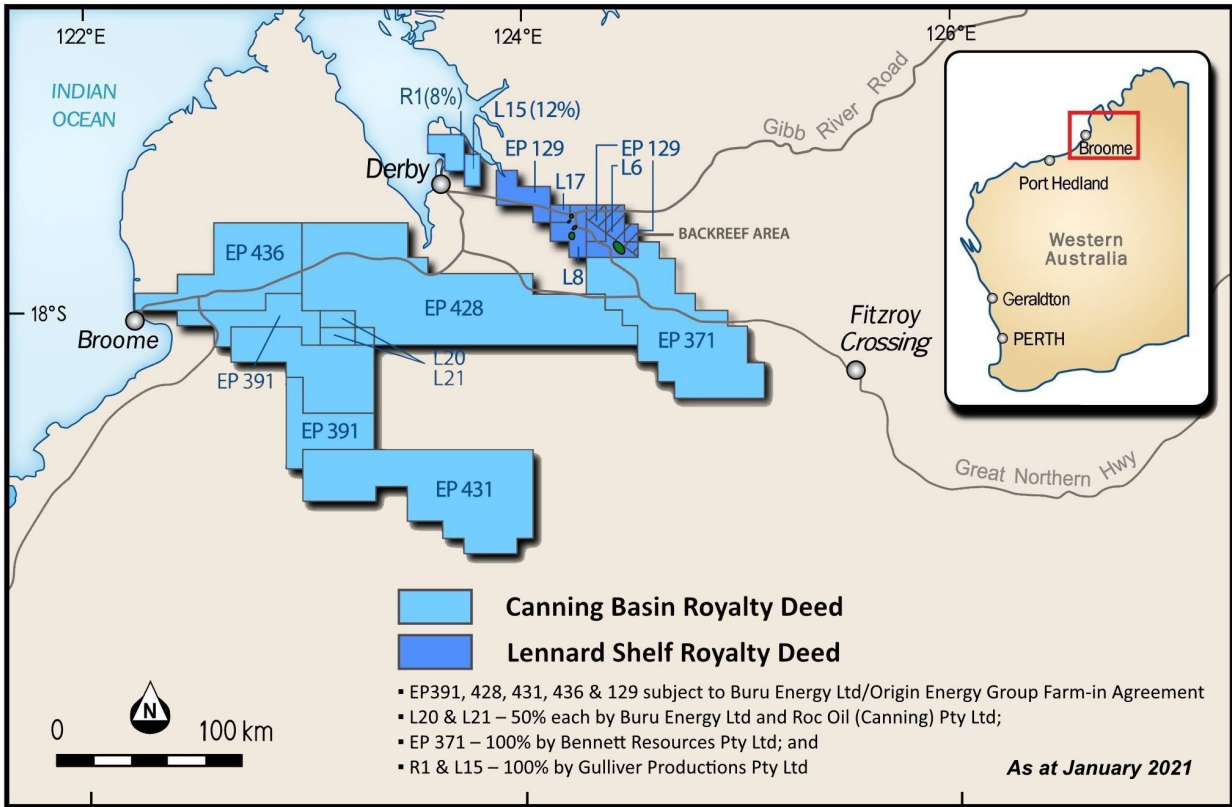 122°E
124°E
126°E
INDIAN
OCEAN
R1(8%)
L15(12%)
Gibb River Road
EP 129
EP 129
L6
L17
Derby
BACKREEF AREA
L8
EP 436
EP 428
18°S
Broome
EP 371
Fitzroy
Crossing
L20
L21
EP 391
EP 391
EP 431
Great Northern Hwy
Broome
Port Hedland
Western
Australia
Geraldton
PERTH
Canning Basin Royalty Deed
Lennard Shelf Royalty Deed
▪ EP391, 428, 431, 436 & 129 subject to Buru Energy Ltd/Origin Energy Group Farm-in Agreement
▪ L20 & L21 – 50% each by Buru Energy Ltd and Roc Oil (Canning) Pty Ltd;
▪ EP 371 – 100% by Bennett Resources Pty Ltd; and
▪ R1 & L15 – 100% by Gulliver Productions Pty Ltd
As at January 2021
N
0 100 km